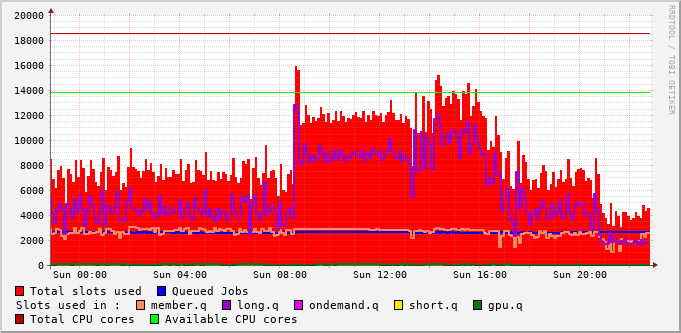 20000
18000
16000
14000
12000
10000
8000
6000
4000
2000
0
Sun 00:00 Sun 04:00 Sun 08:00 Sun 12:00 Sun 16:00 Sun 20:00
Total slots used Queued Jobs
Slots used in : member.q long.q ondemand.q short.q gpu.q
Total CPU cores Available CPU cores
RRDTOOL / TOBI OETIKER